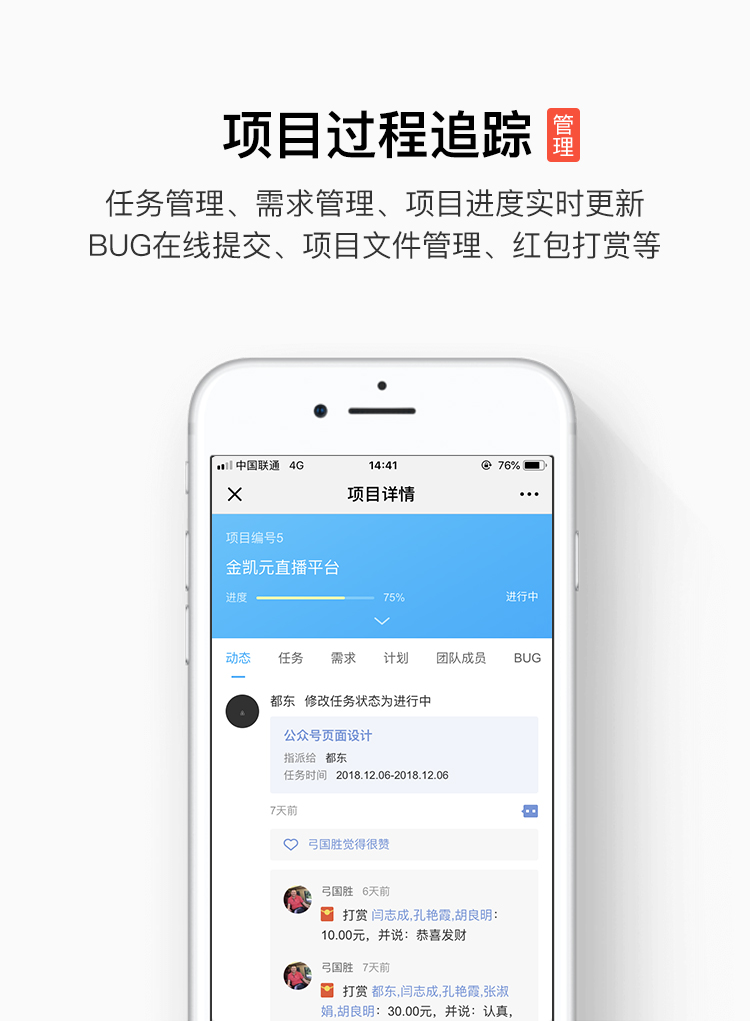 项目过程追踪 管理
任务管理、需求管理、项目进度实时更新
BUG在线提交、项目文件管理、红包打赏等
中国联通 4G 14:41 76%
项目详情
项目编号5
金凯元直播平台
进度 75% 进行中
动态 任务 需求 计划 团队成员 BUG
都东 修改任务状态为进行中
公众号页面设计
指派给 都东
任务时间 2018.12.06-2018.12.06
7天前
弓国胜觉得很赞
弓国胜 6天前
打赏 闫志成,孔艳霞,胡良明：
10.00元，并说：恭喜发财
弓国胜 7天前
打赏 都东,闫志成,孔艳霞,张淑
娟,胡良明：30.00元，并说：认真，